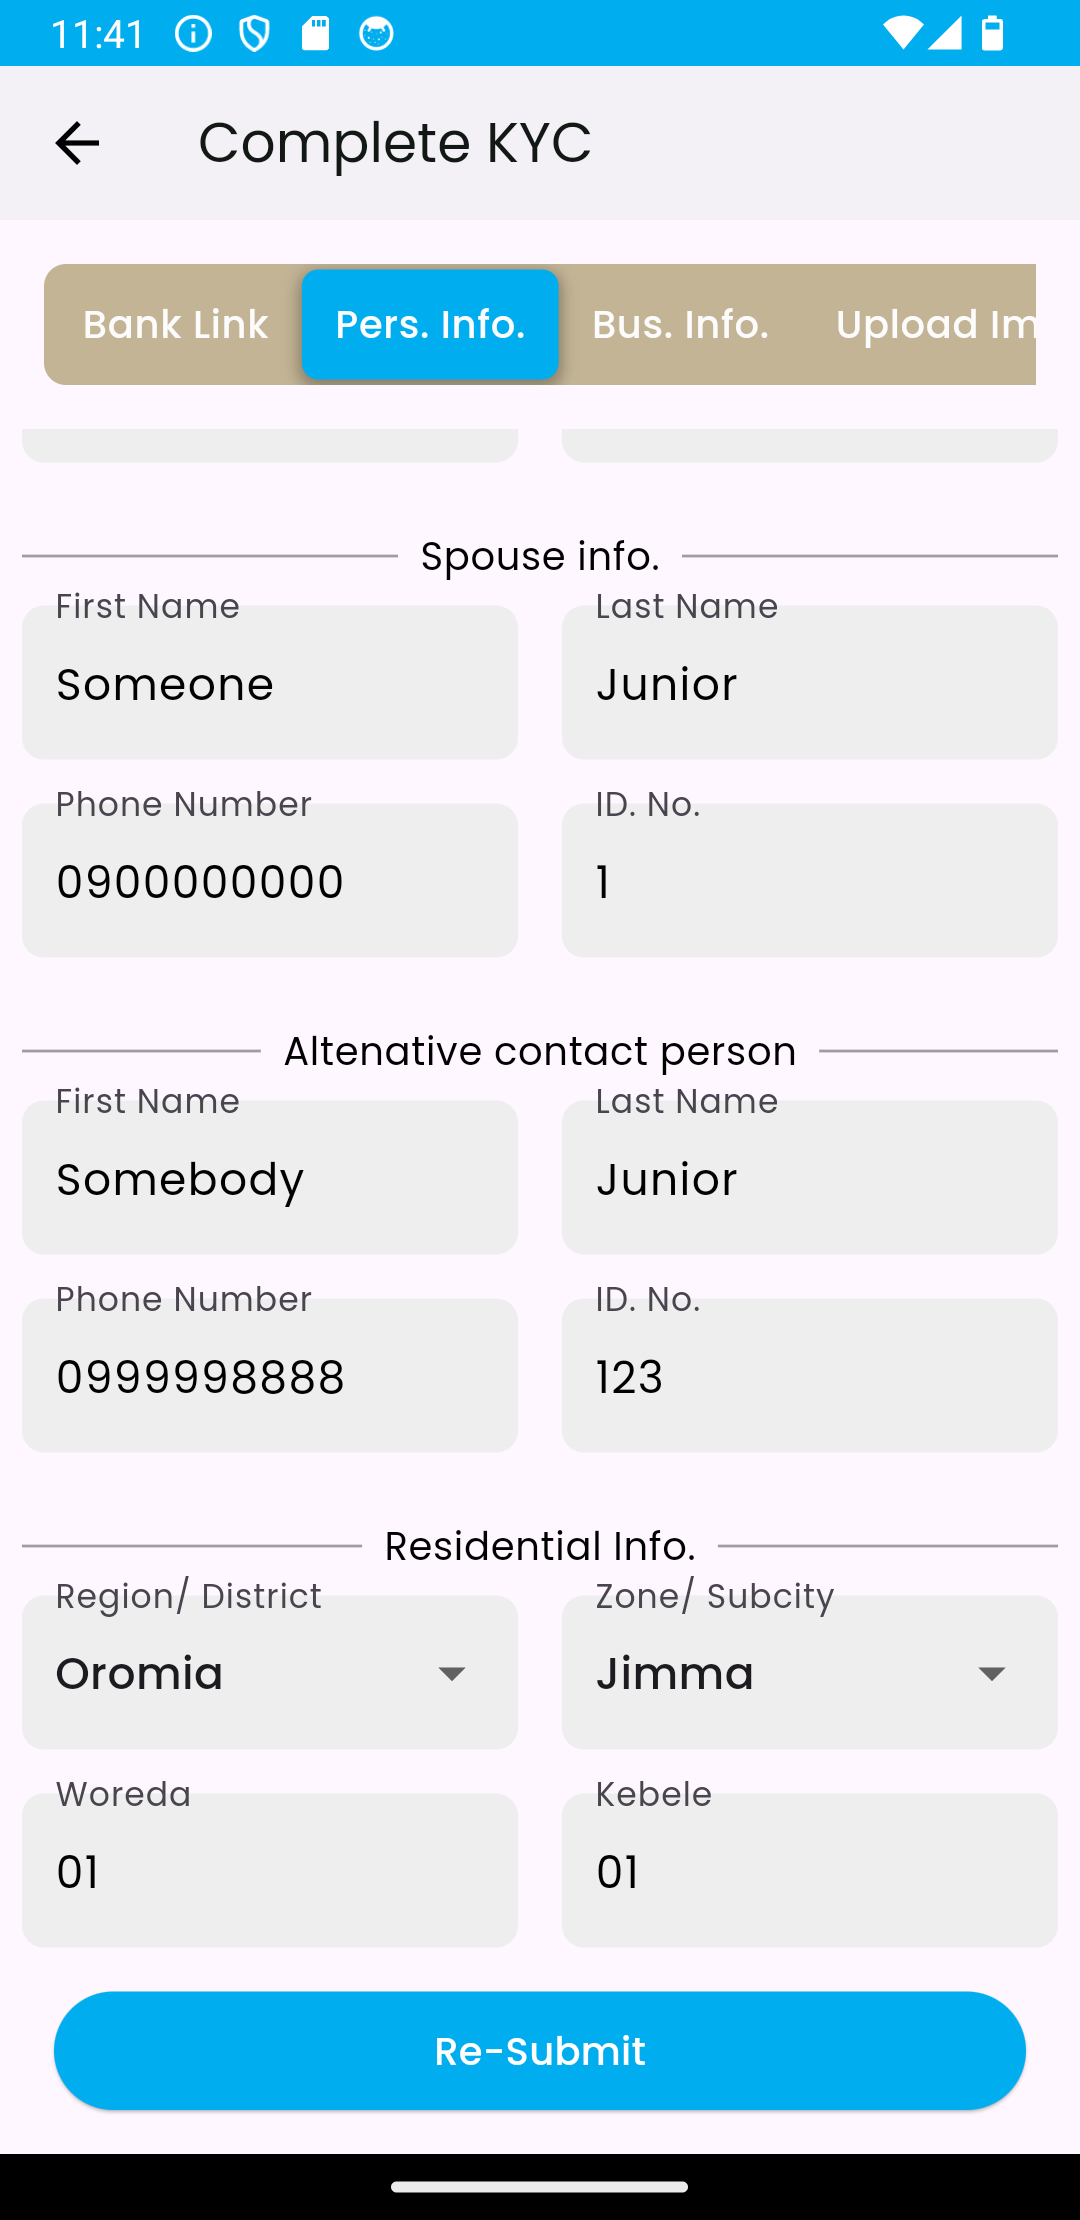 11:41
Complete KYC
Bank Link Pers. Info. Bus. Info. Upload Im
Spouse info.
First Name Last Name
Someone Junior
Phone Number ID. No.
0900000000 1
Altenative contact person
First Name Last Name
Somebody Junior
Phone Number ID. No.
0999998888 123
Residential Info.
Region/ District Zone/ Subcity
Oromia Jimma
Woreda Kebele
01 01
Re-Submit